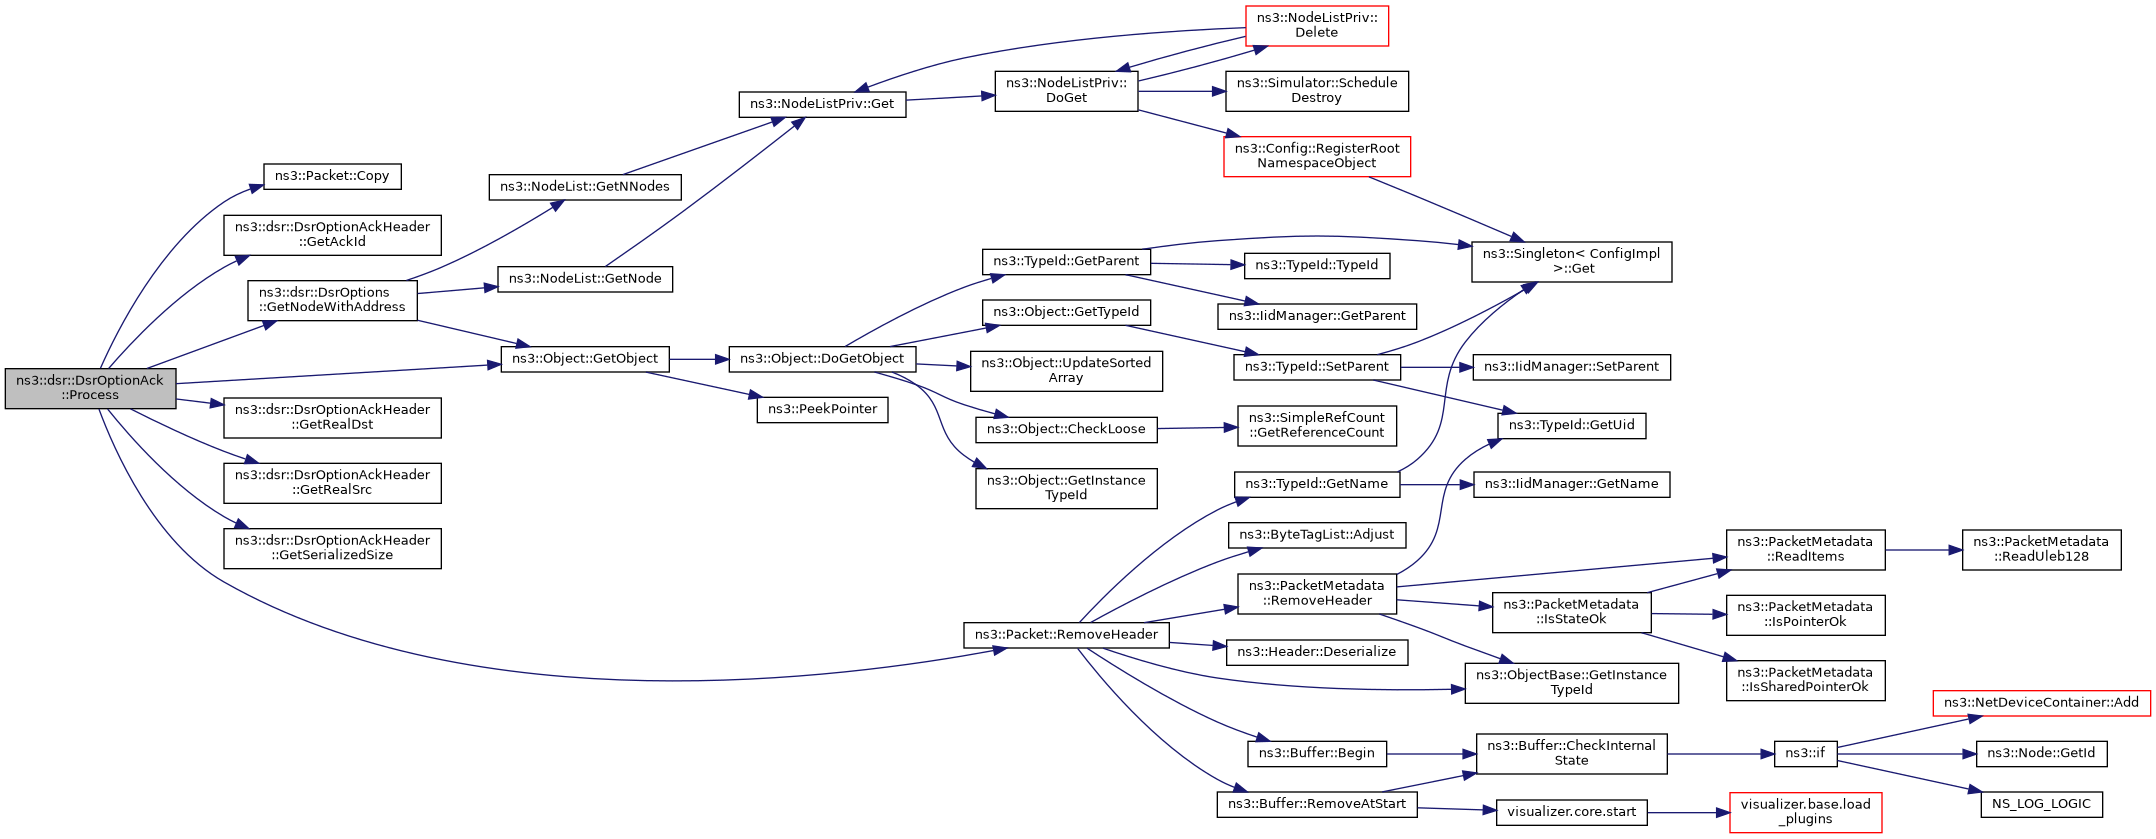 ns3::dsr::DsrOptionAck
::Process
ns3::Packet::Copy
ns3::dsr::DsrOptionAckHeader
::GetAckId
ns3::dsr::DsrOptions
::GetNodeWithAddress
ns3::Object::GetObject
ns3::dsr::DsrOptionAckHeader
::GetRealDst
ns3::dsr::DsrOptionAckHeader
::GetRealSrc
ns3::dsr::DsrOptionAckHeader
::GetSerializedSize
ns3::NodeList::GetNNodes
ns3::NodeList::GetNode
ns3::NodeListPriv::Get
ns3::NodeListPriv::
DoGet
ns3::NodeListPriv::
Delete
ns3::Simulator::Schedule
Destroy
ns3::Config::RegisterRoot
NamespaceObject
ns3::Singleton< ConfigImpl
>::Get
ns3::Object::DoGetObject
ns3::PeekPointer
ns3::TypeId::GetParent
ns3::TypeId::TypeId
ns3::IidManager::GetParent
ns3::Object::GetTypeId
ns3::Object::UpdateSorted
Array
ns3::Object::CheckLoose
ns3::Object::GetInstance
TypeId
ns3::TypeId::SetParent
ns3::IidManager::SetParent
ns3::TypeId::GetUid
ns3::SimpleRefCount
::GetReferenceCount
ns3::Packet::RemoveHeader
ns3::TypeId::GetName
ns3::IidManager::GetName
ns3::ByteTagList::Adjust
ns3::PacketMetadata
::RemoveHeader
ns3::Header::Deserialize
ns3::ObjectBase::GetInstance
TypeId
ns3::PacketMetadata
::IsStateOk
ns3::PacketMetadata
::ReadItems
ns3::PacketMetadata
::ReadUleb128
ns3::PacketMetadata
::IsPointerOk
ns3::PacketMetadata
::IsSharedPointerOk
ns3::Buffer::Begin
ns3::Buffer::RemoveAtStart
ns3::Buffer::CheckInternal
State
visualizer.core.start
visualizer.base.load
_plugins
ns3::if
ns3::NetDeviceContainer::Add
ns3::Node::GetId
NS_LOG_LOGIC